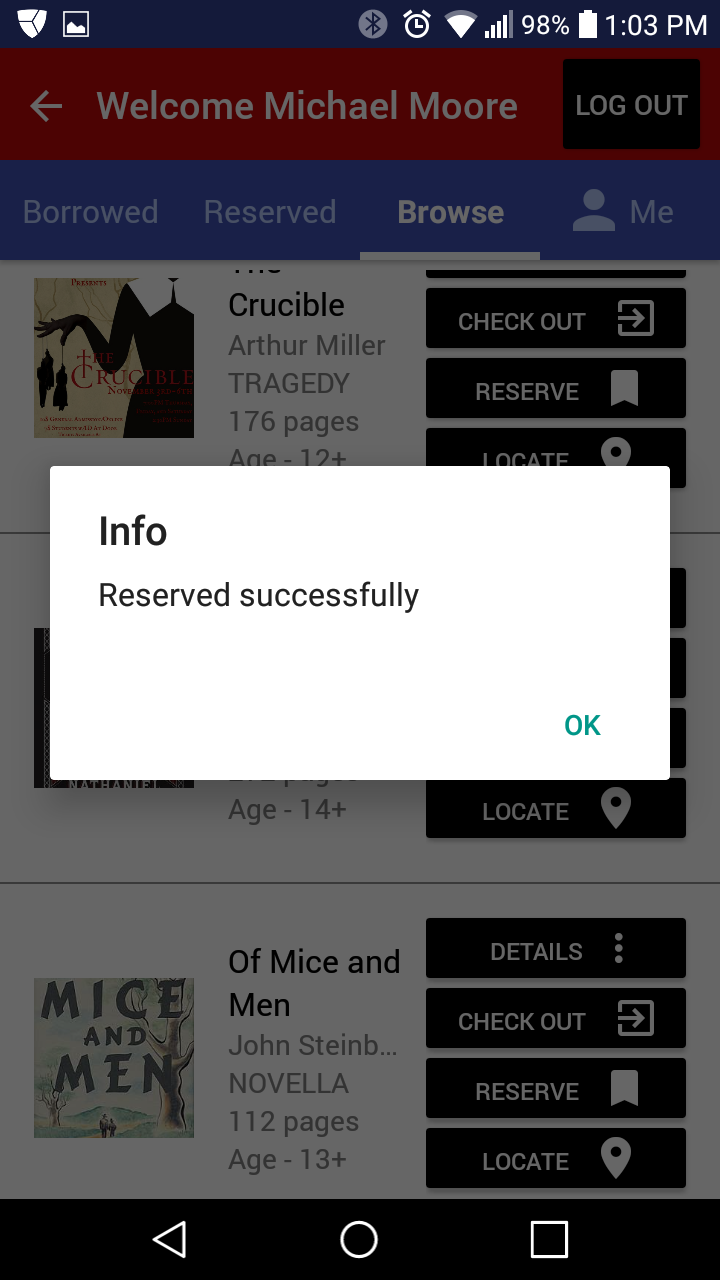 98% 1:03 PM
Welcome Michael Moore LOG OUT
Borrowed Reserved Browse Me
The
Crucible
Arthur Miller
TRAGEDY
176 pages
Age - 12+
CHECK OUT
RESERVE
LOCATE
PRESENTS
THE
CRUCIBLE
Info
Reserved successfully
OK
NATHANIEL
272 pages
Age - 14+
LOCATE
MICE
AND
MEN
Of Mice and
Men
John Steinb...
NOVELLA
112 pages
Age - 13+
DETAILS
CHECK OUT
RESERVE
LOCATE